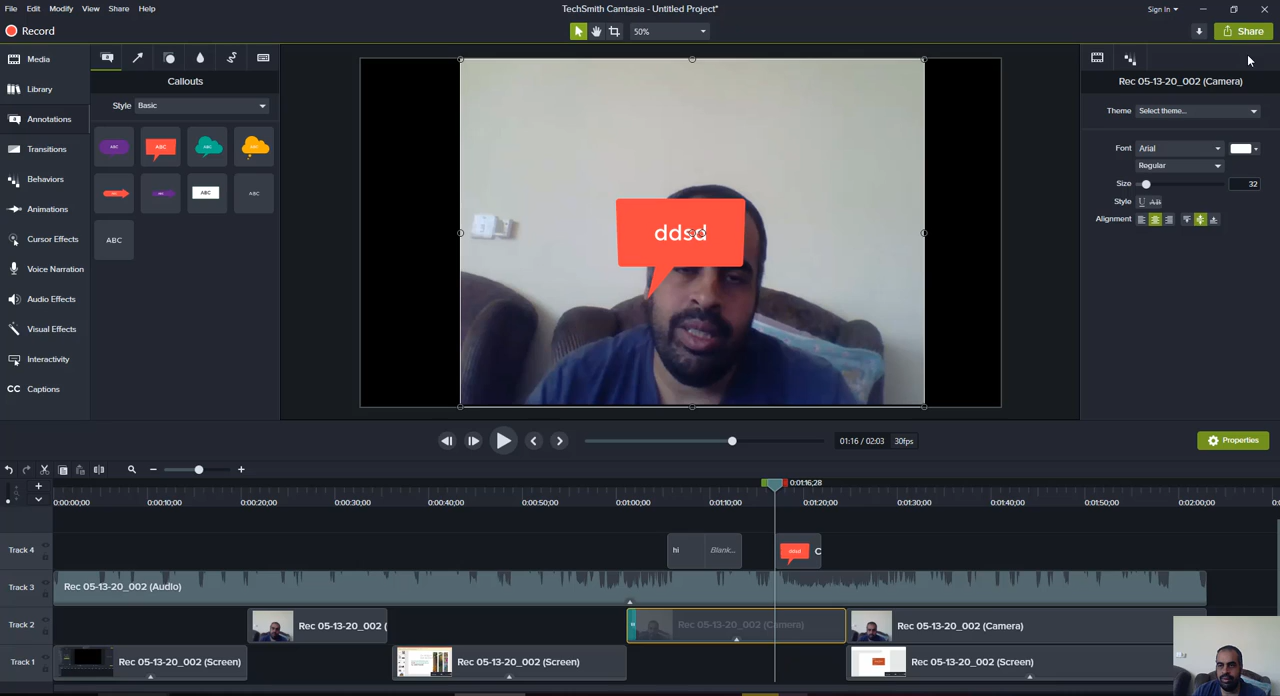 File Edit Modify View Share Help
TechSmith Camtasia - Untitled Project*
Sign In
Record
50%
Share
Media
Library
Annotations
Transitions
Behaviors
Animations
Cursor Effects
Voice Narration
Audio Effects
Visual Effects
Interactivity
CC Captions
Callouts
Style Basic
ABC ABC ABC ABC
ABC ABC ABC
ABC
ddsd
Rec 05-13-20_002 (Camera)
Theme Select theme...
Font Arial
Regular
Size 32
Style U AB
Alignment
01:16 / 02:03 30fps
Properties
0:01:16;28
0:00:00;00 0:00:10;00 0:00:20;00 0:00:30;00 0:00:40;00 0:00:50;00 0:01:00;00 0:01:10;00 0:01:20;00 0:01:30;00 0:01:40;00 0:01:50;00 0:02:00;00
Track 4 hi Blank... ddsd C
Track 3 Rec 05-13-20_002 (Audio)
Track 2 Rec 05-13-20_002 ( Rec 05-13-20_002 (Camera) Rec 05-13-20_002 (Camera)
Track 1 Rec 05-13-20_002 (Screen) Rec 05-13-20_002 (Screen) Rec 05-13-20_002 (Screen)